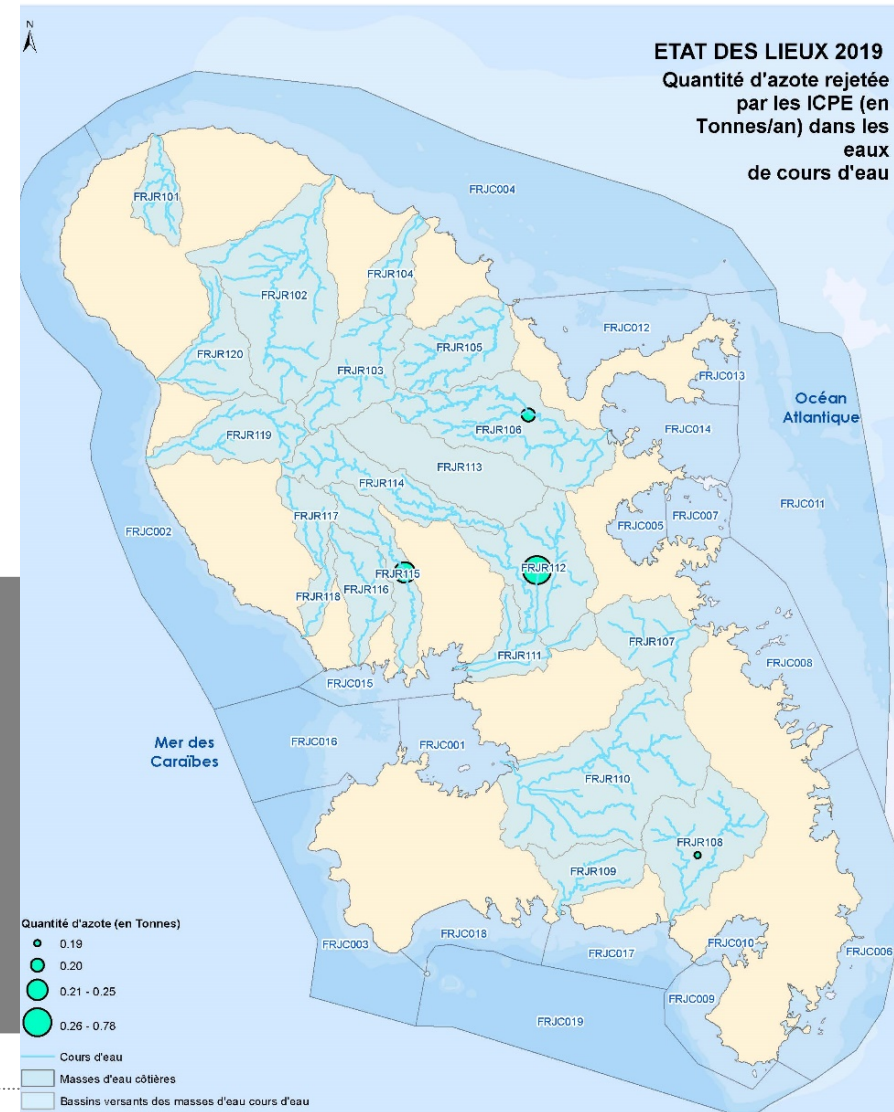 N
ETAT DES LIEUX 2019
Quantité d'azote rejetée
par les ICPE (en
Tonnes/an) dans les
eaux
de cours d'eau
FRJR101
FRJC004
FRJR104
FRJR102
FRJC012
FRJR105
FRJR120
FRJR103
FRJC013
Océan
Atlantique
FRJR106
FRJC014
FRJR119
FRJR113
FRJR114
FRJC011
FRJR117
FRJC005
FRJC007
FRJC002
FRJR115
FRJR112
FRJR116
FRJR118
FRJR107
FRJR111
FRJC008
FRJC015
Mer des
Caraïbes
FRJC016
FRJC001
FRJR110
FRJR108
FRJR109
Quantité d'azote (en Tonnes)
0.19
0.20
0.21 - 0.25
0.26 - 0.78
FRJC003
FRJC018
FRJC017
FRJC010
FRJC006
FRJC009
FRJC019
Cours d'eau
Masses d'eau côtières
Bassins versants des masses d'eau cours d'eau